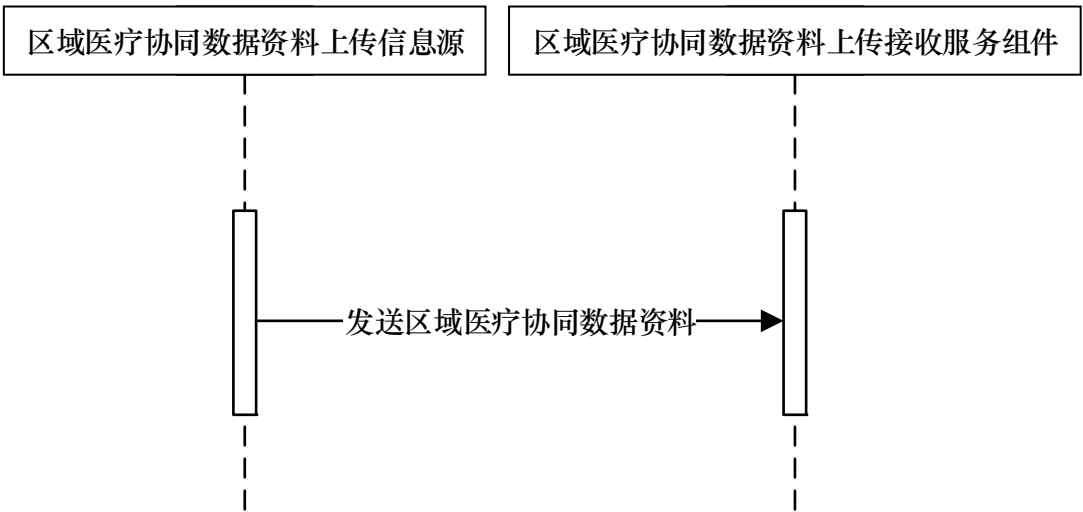 区域医疗协同数据资料上传信息源
区域医疗协同数据资料上传接收服务组件
发送区域医疗协同数据资料